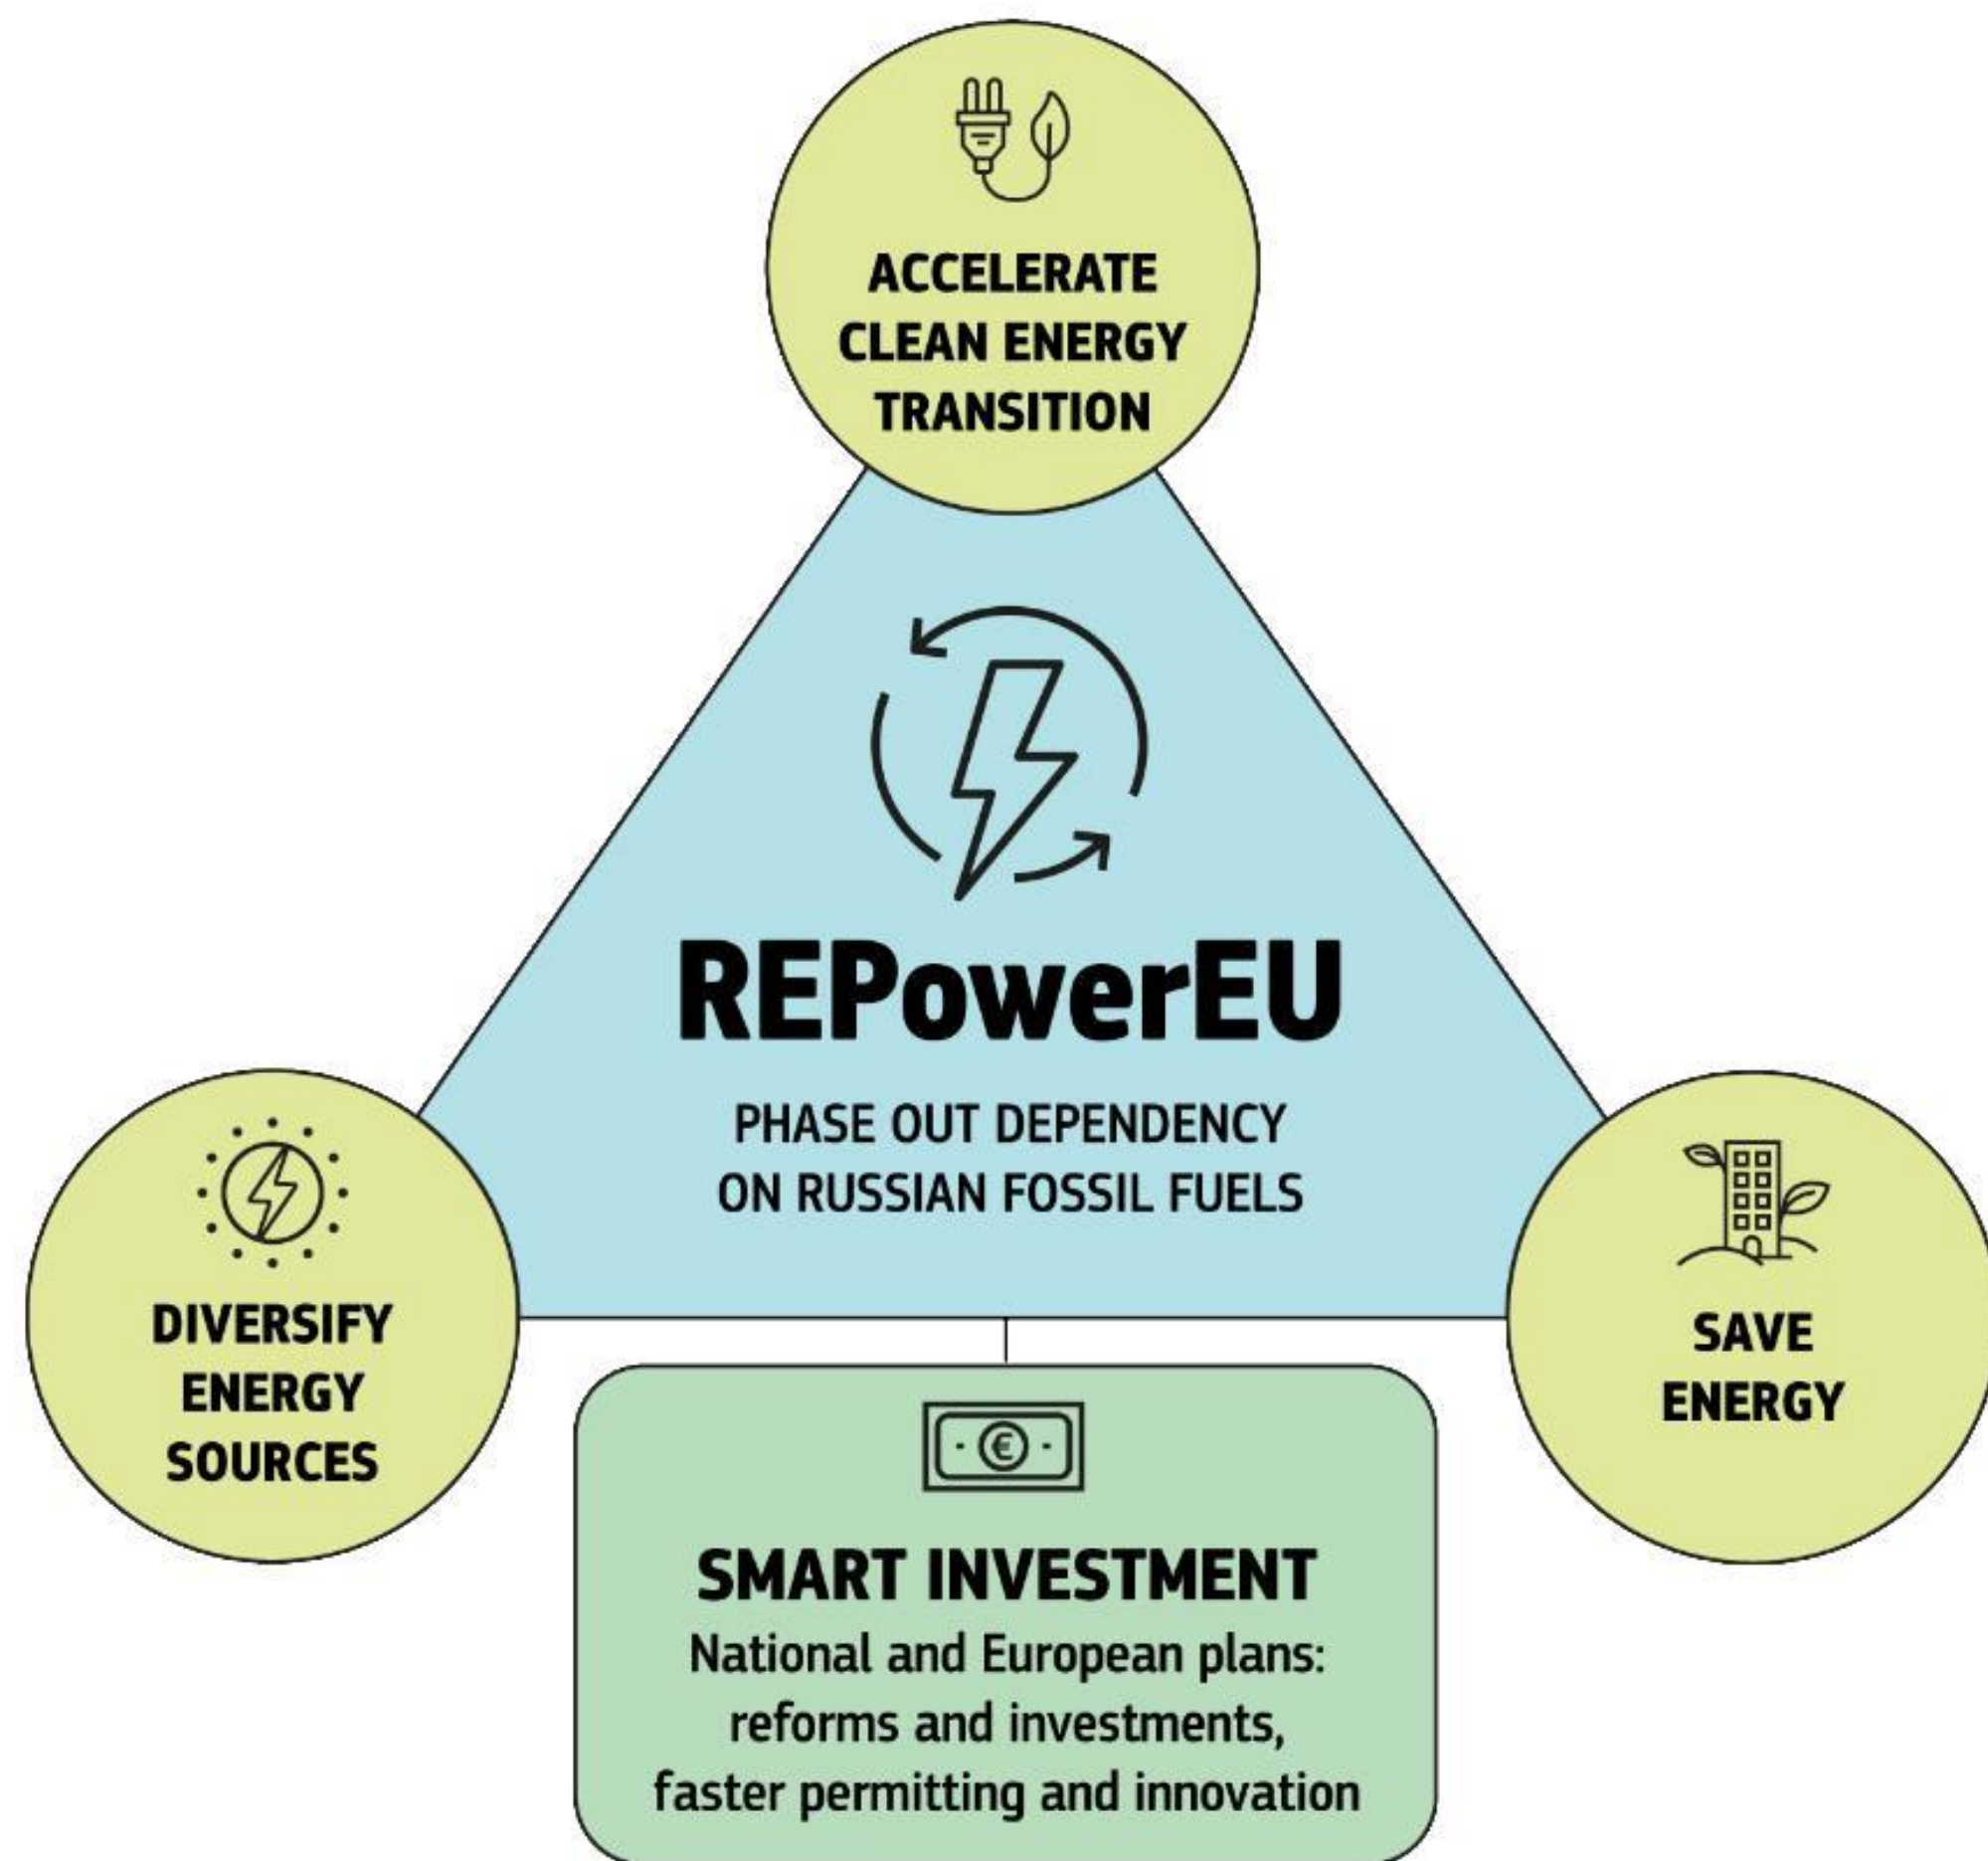 ACCELERATE
CLEAN ENERGY
TRANSITION
REPowerEU
PHASE OUT DEPENDENCY
ON RUSSIAN FOSSIL FUELS
DIVERSIFY
ENERGY
SOURCES
SAVE
ENERGY
€
SMART INVESTMENT
National and European plans:
reforms and investments,
faster permitting and innovation